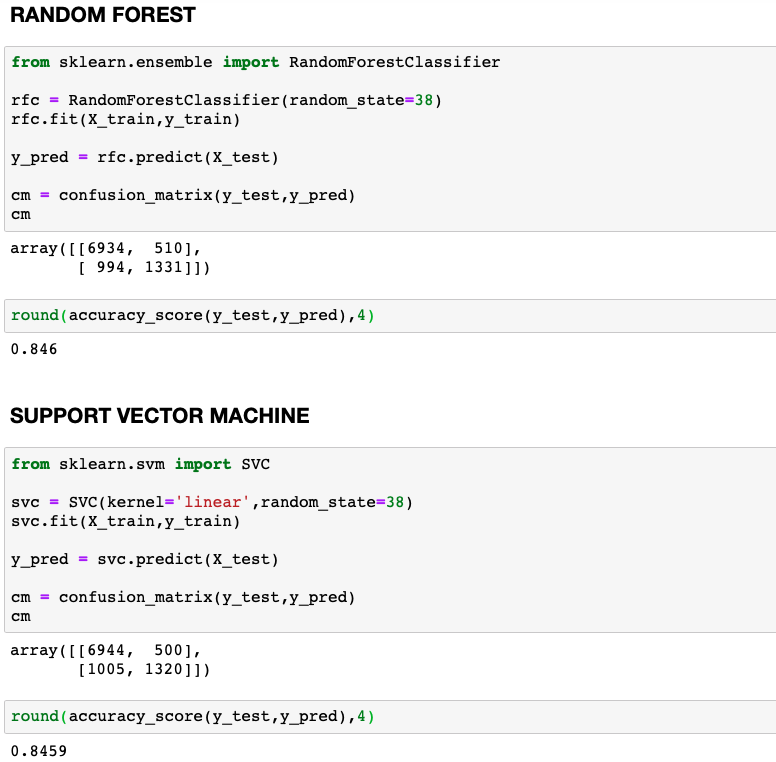 RANDOM FOREST
from sklearn.ensemble import RandomForestClassifier
rfc = RandomForestClassifier(random_state=38)
rfc.fit(X_train,y_train)
y_pred = rfc.predict(X_test)
cm = confusion_matrix(y_test,y_pred)
cm
array([[6934,  510],
       [ 994, 1331]])
round(accuracy_score(y_test,y_pred),4)
0.846
SUPPORT VECTOR MACHINE
from sklearn.svm import SVC
svc = SVC(kernel='linear',random_state=38)
svc.fit(X_train,y_train)
y_pred = svc.predict(X_test)
cm = confusion_matrix(y_test,y_pred)
cm
array([[6944,  500],
       [1005, 1320]])
round(accuracy_score(y_test,y_pred),4)
0.8459